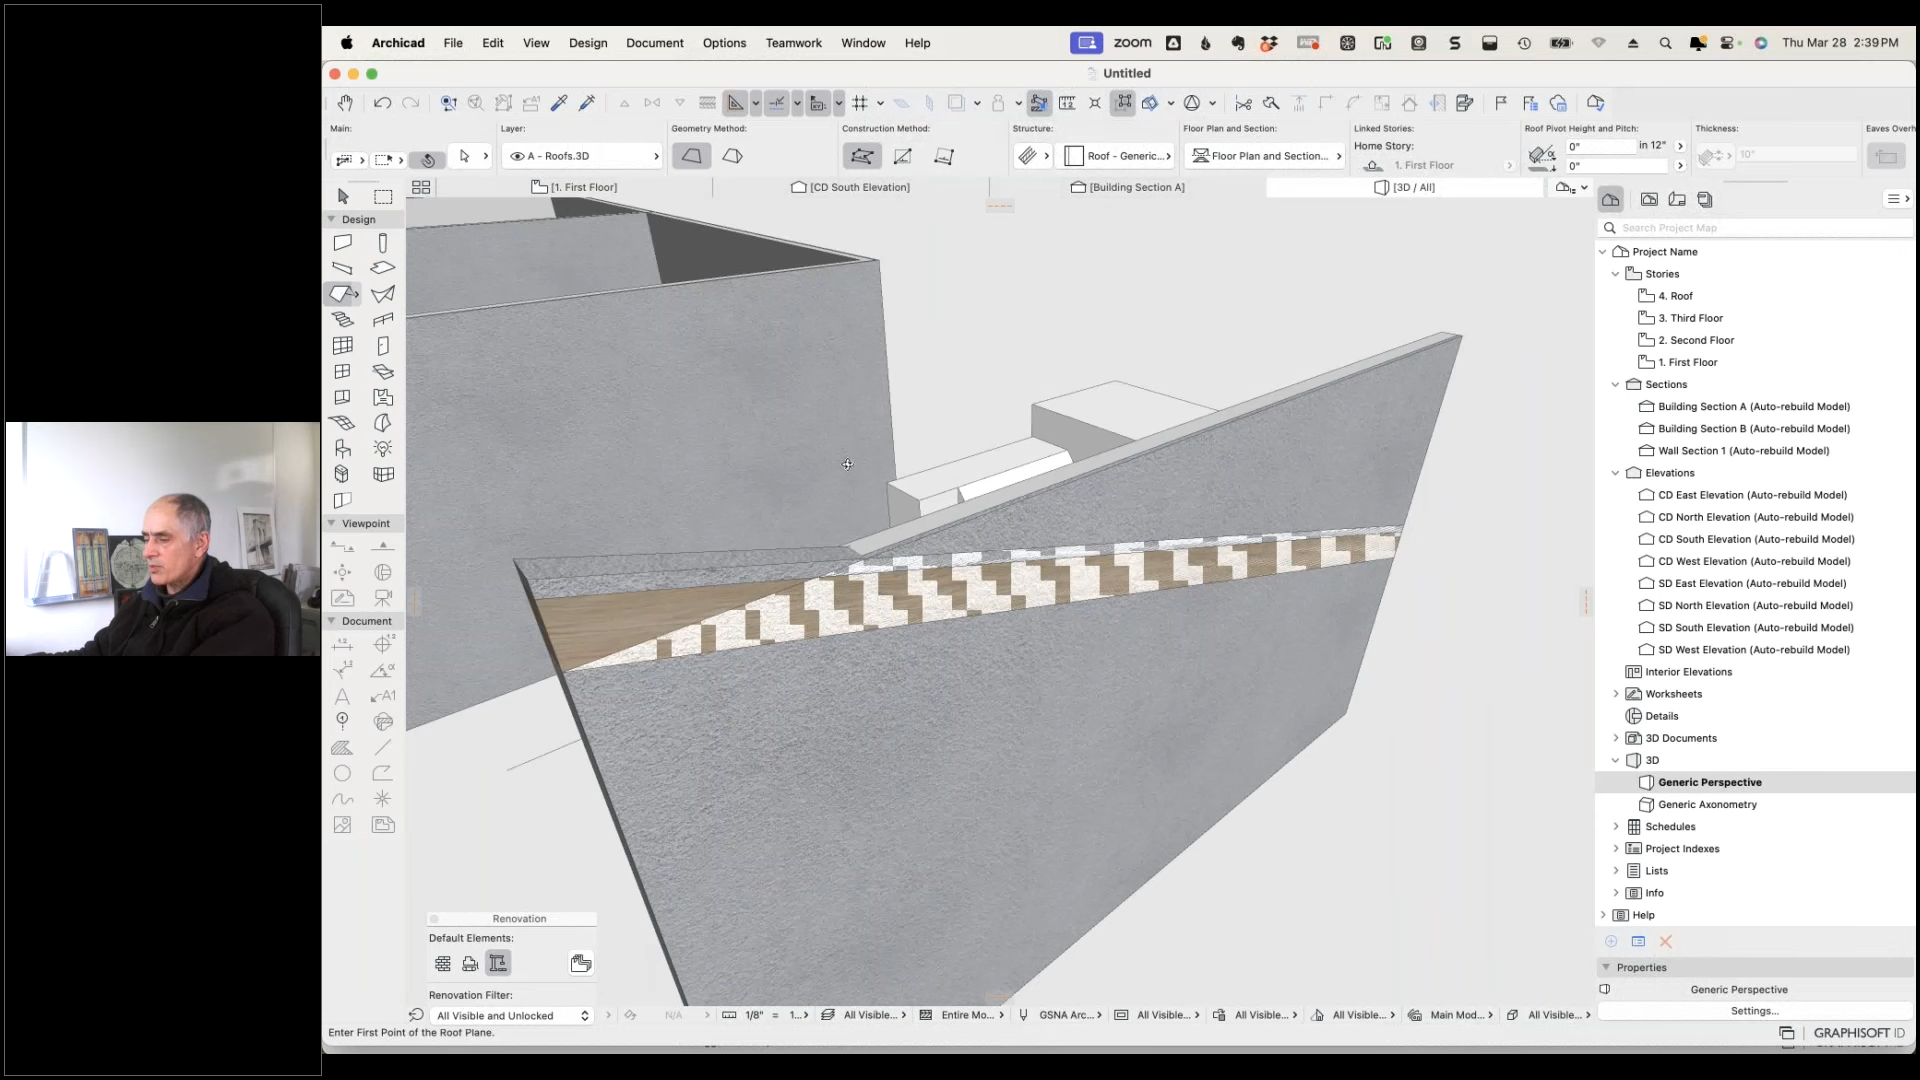 Archicad File Edit View Design Document Options Teamwork Window Help
zoom
Thu Mar 28 2:39 PM
Untitled
Main:
Layer:
Geometry Method:
Construction Method:
Structure:
Floor Plan and Section:
Linked Stories:
Roof Pivot Height and Pitch:
Thickness:
Eaves Overh
A - Roofs.3D
Roof - Generic...
Floor Plan and Section...
Home Story:
1. First Floor
0"
in 12"
0"
10"
[1. First Floor]
[CD South Elevation]
[Building Section A]
[3D / All]
Design
Viewpoint
Document
Search Project Map
Project Name
Stories
4. Roof
3. Third Floor
2. Second Floor
1. First Floor
Sections
Building Section A (Auto-rebuild Model)
Building Section B (Auto-rebuild Model)
Wall Section 1 (Auto-rebuild Model)
Elevations
CD East Elevation (Auto-rebuild Model)
CD North Elevation (Auto-rebuild Model)
CD South Elevation (Auto-rebuild Model)
CD West Elevation (Auto-rebuild Model)
SD East Elevation (Auto-rebuild Model)
SD North Elevation (Auto-rebuild Model)
SD South Elevation (Auto-rebuild Model)
SD West Elevation (Auto-rebuild Model)
Interior Elevations
Worksheets
Details
3D Documents
3D
Generic Perspective
Generic Axonometry
Schedules
Project Indexes
Lists
Info
Help
Properties
Generic Perspective
Settings...
GRAPHISOFT ID
Renovation
Default Elements:
Renovation Filter:
All Visible and Unlocked
N/A
1/8" = 1...
All Visible...
Entire Mo...
GSNA Arc...
All Visible...
All Visible...
All Visible...
Main Mod...
All Visible...
Enter First Point of the Roof Plane.